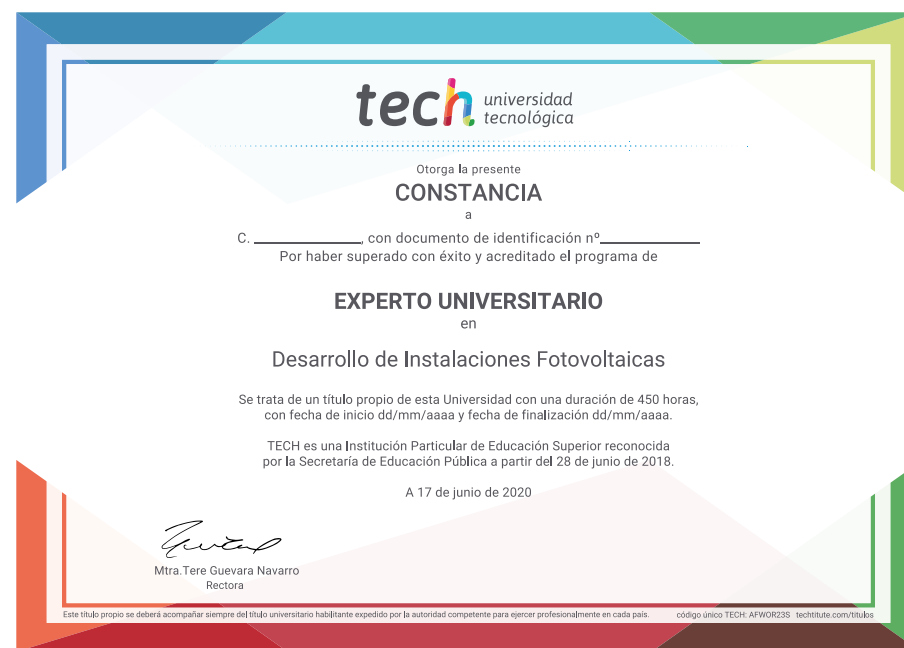 tech universidad
tecnológica
Otorga la presente
CONSTANCIA
a
C. ______________, con documento de identificación nº_____________
Por haber superado con éxito y acreditado el programa de
EXPERTO UNIVERSITARIO
en
Desarrollo de Instalaciones Fotovoltaicas
Se trata de un título propio de esta Universidad con una duración de 450 horas,
con fecha de inicio dd/mm/aaaa y fecha de finalización dd/mm/aaaa.
TECH es una Institución Particular de Educación Superior reconocida
por la Secretaría de Educación Pública a partir del 28 de junio de 2018.
A 17 de junio de 2020
Mtra.Tere Guevara Navarro
Rectora
Este título propio se deberá acompañar siempre del título universitario habilitante expedido por la autoridad competente para ejercer profesionalmente en cada país. código único TECH: AFWOR23S techtitute.com/titulos